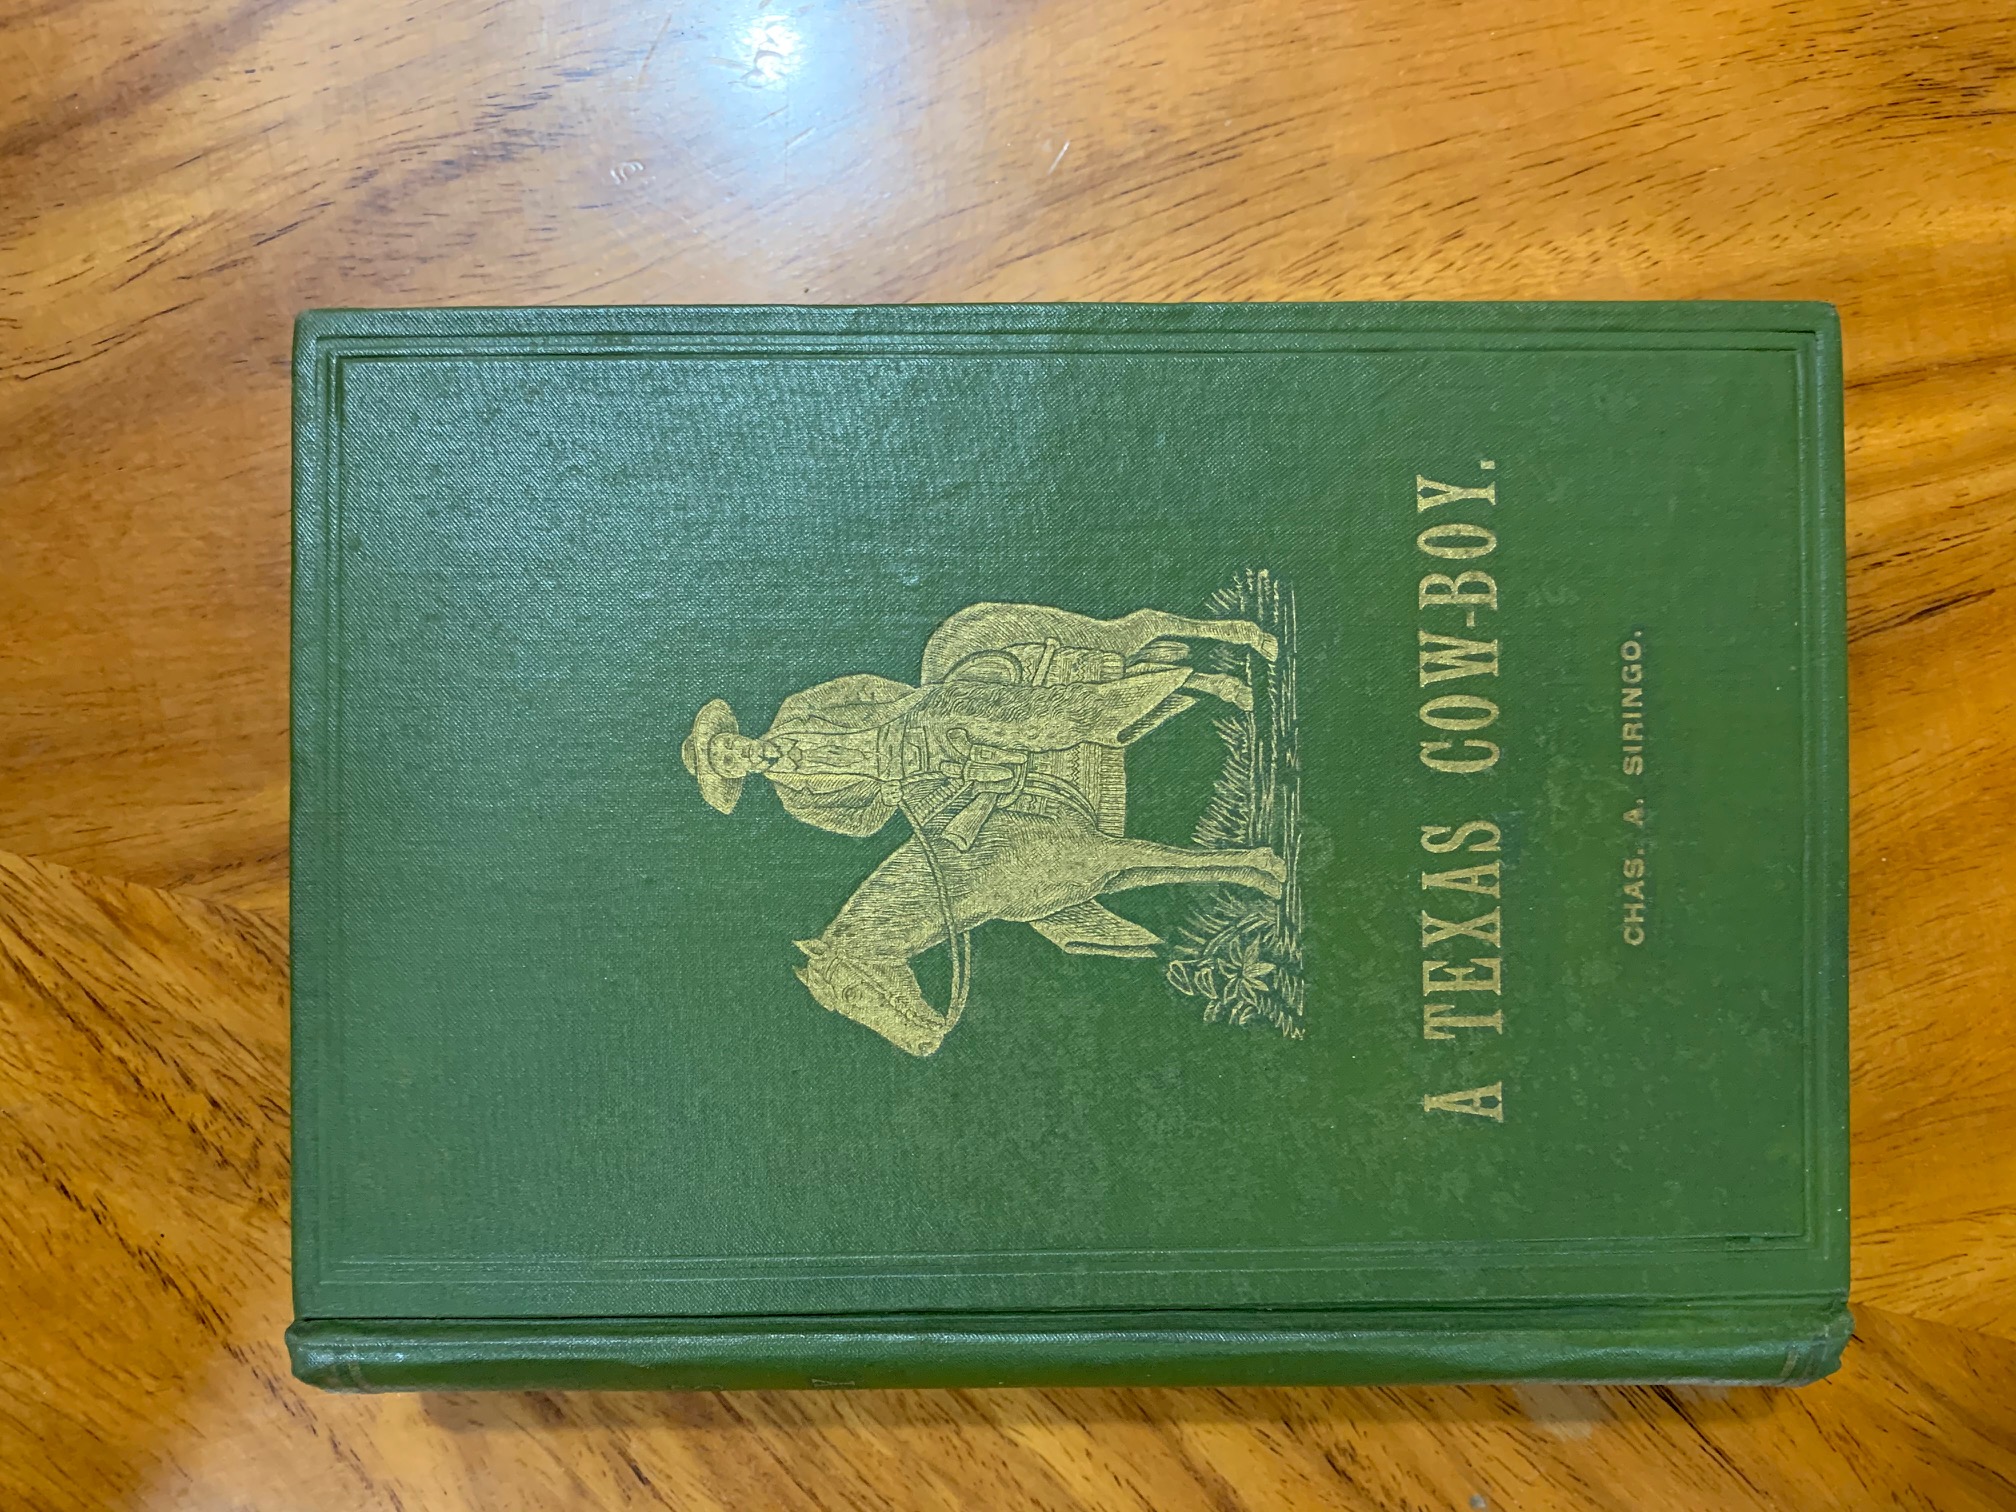 A TEXAS COW-BOY.
CHAS. A. SIRINGO.